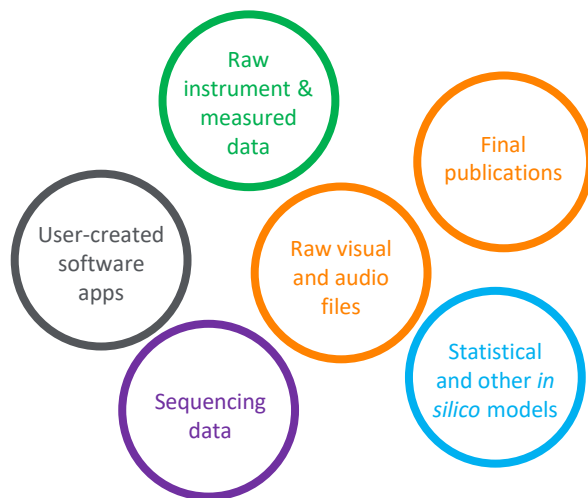 Raw
instrument &
measured
data
Final
publications
User-created
software
apps
Raw visual
and audio
files
Statistical
and other in
silico models
Sequencing
data